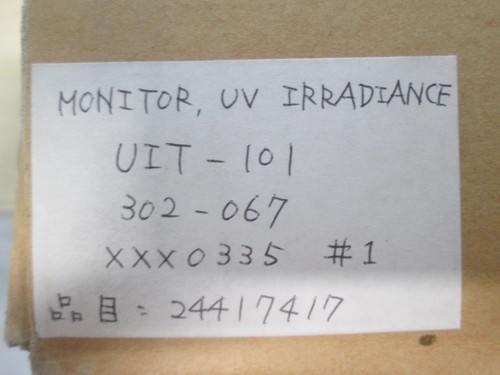 MONITOR, UV IRRADIANCE
UIT-101
302-067
XXX0335 #1
品目: 24417417